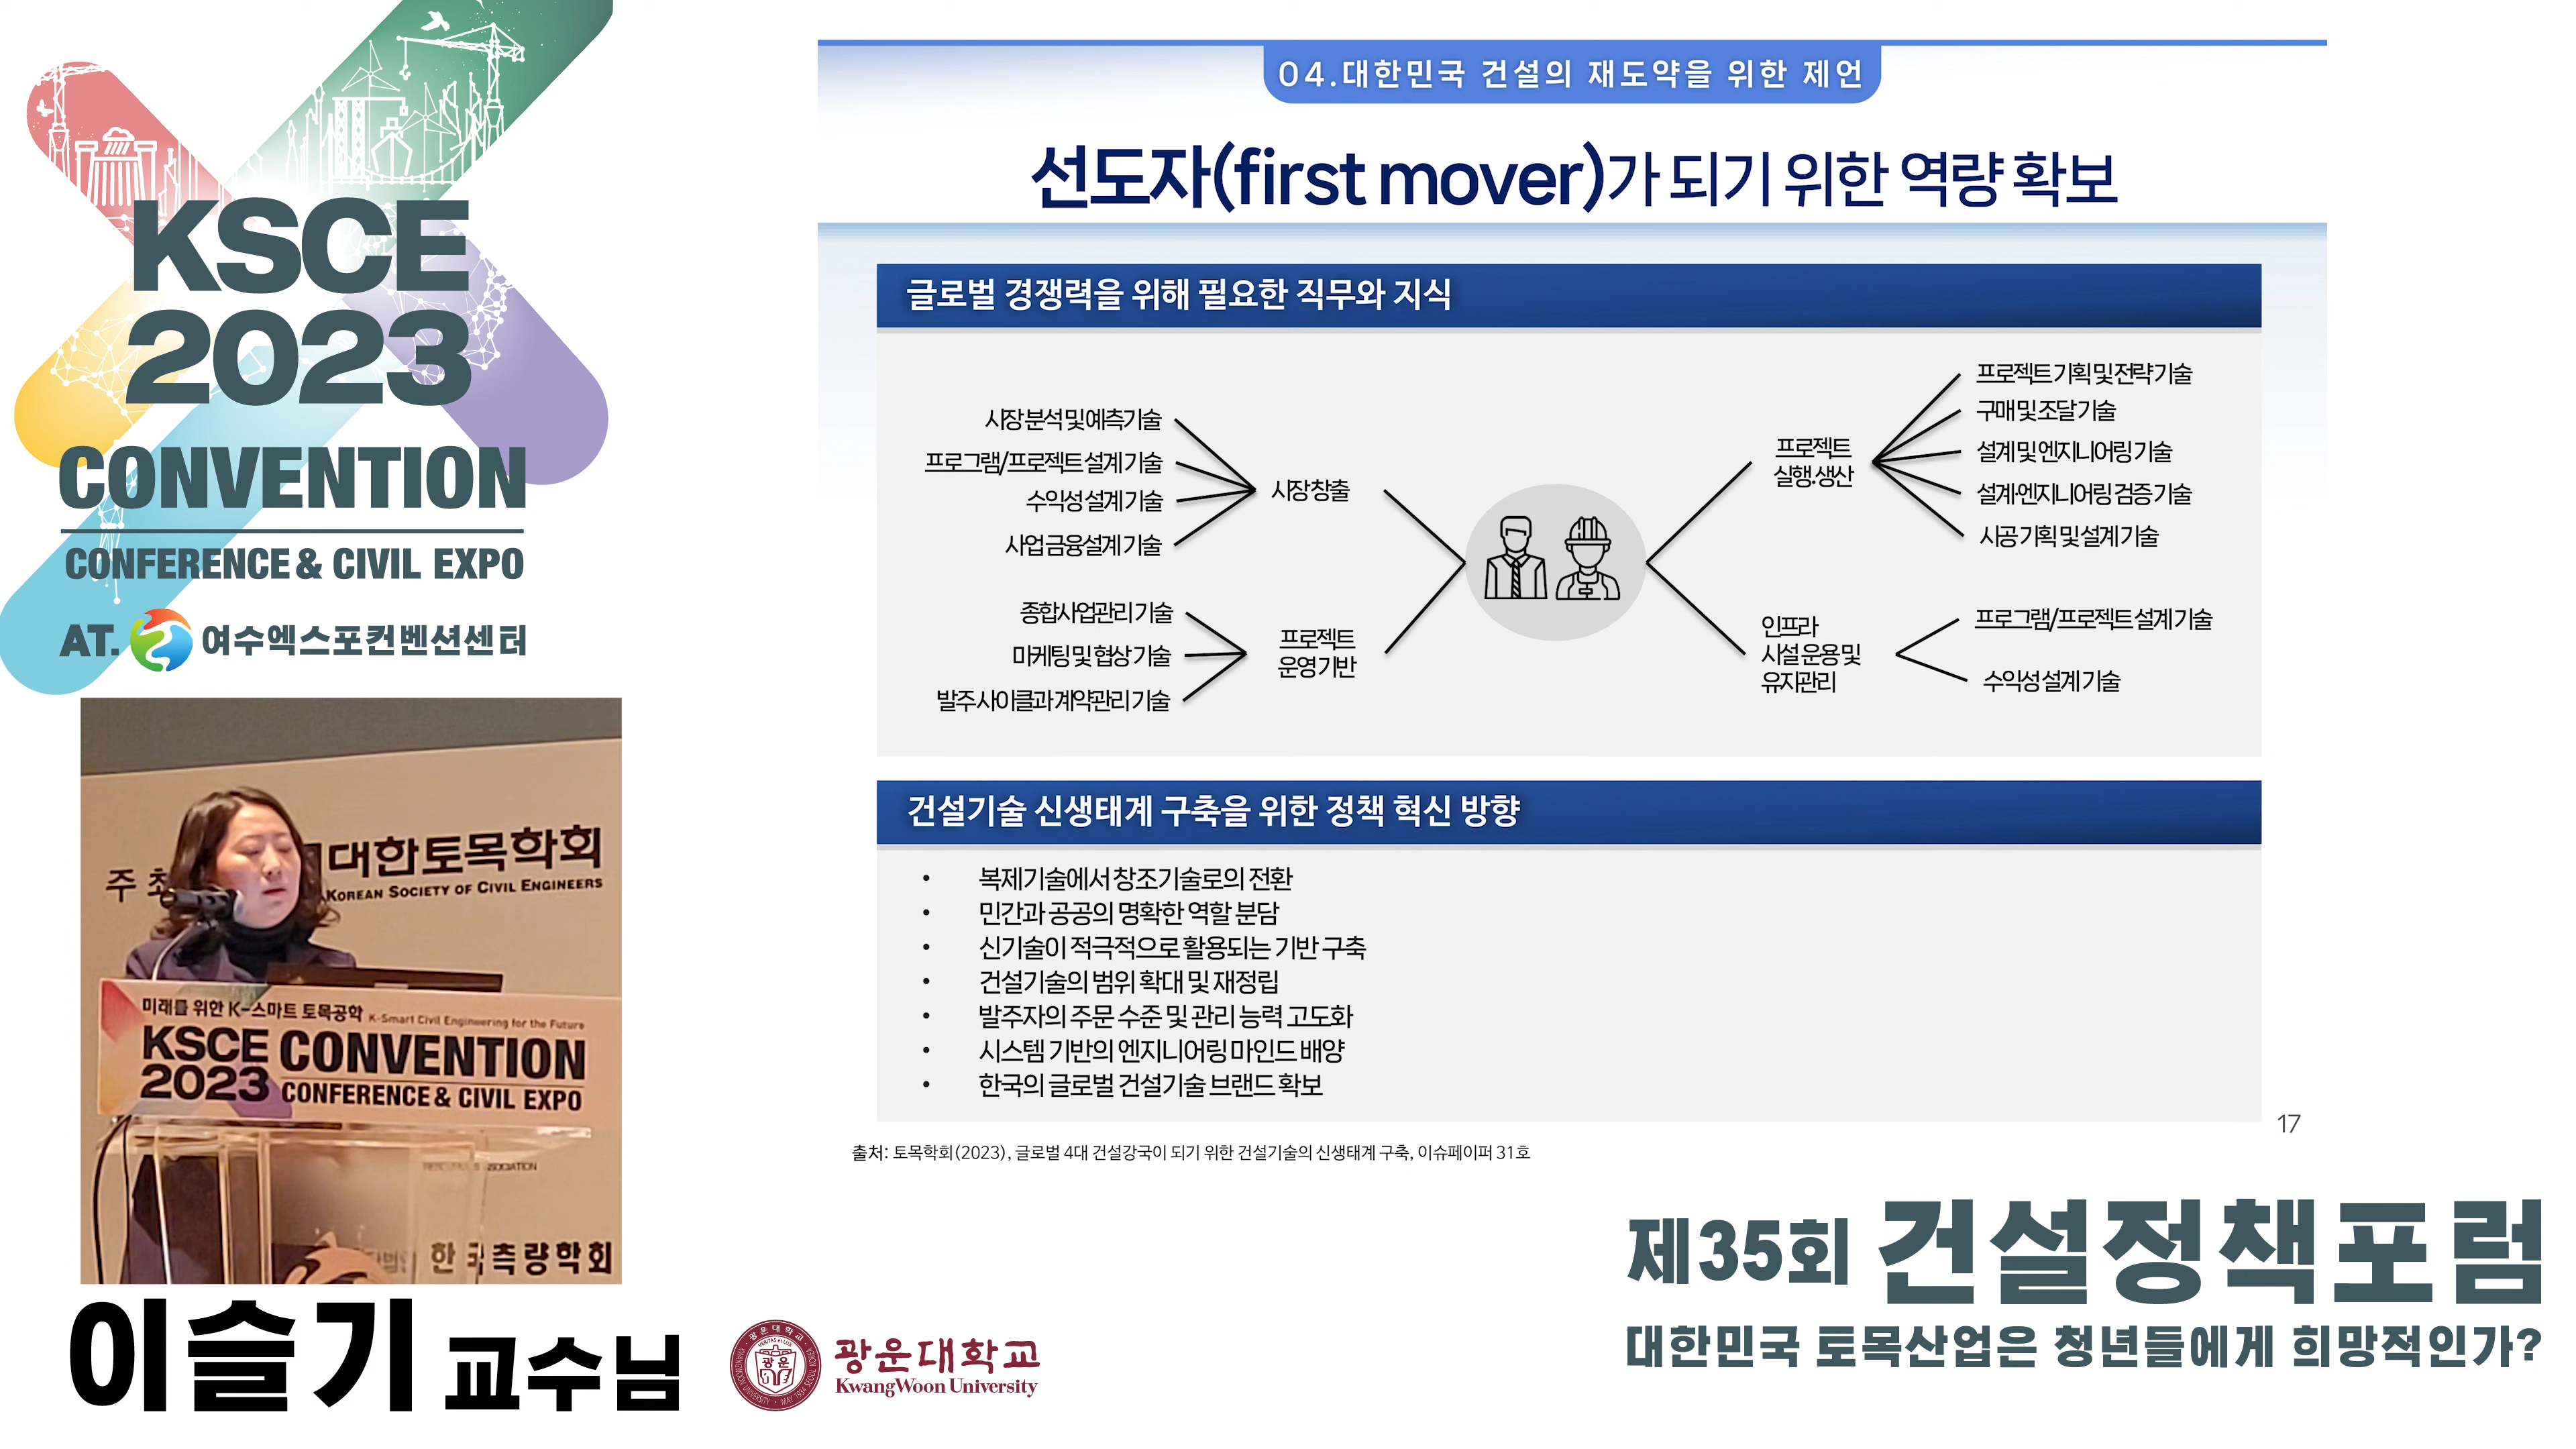 KSCE
2023
CONVENTION
CONFERENCE & CIVIL EXPO
AT. 여수엑스포컨벤션센터
04.대한민국 건설의 재도약을 위한 제언
선도자(first mover)가 되기 위한 역량 확보
글로벌 경쟁력을 위해 필요한 직무와 지식
시장 분석 및 예측 기술
프로그램/프로젝트 설계 기술
수익성 설계 기술
사업 금융 설계 기술
시장 창출
종합사업관리 기술
마케팅 및 협상 기술
발주 사이클과 계약관리 기술
프로젝트
운영 기반
프로젝트
실행·생산
프로젝트 기획 및 전략 기술
구매 및 조달 기술
설계 및 엔지니어링 기술
설계·엔지니어링 검증 기술
시공 기획 및 설계 기술
인프라
시설 운용 및
유지관리
프로그램/프로젝트 설계 기술
수익성 설계 기술
건설기술 신생태계 구축을 위한 정책 혁신 방향
• 복제기술에서 창조기술로의 전환
• 민간과 공공의 명확한 역할 분담
• 신기술이 적극적으로 활용되는 기반 구축
• 건설기술의 범위 확대 및 재정립
• 발주자의 주문 수준 및 관리 능력 고도화
• 시스템 기반의 엔지니어링 마인드 배양
• 한국의 글로벌 건설기술 브랜드 확보
17
출처: 토목학회(2023), 글로벌 4대 건설강국이 되기 위한 건설기술의 신생태계 구축, 이슈페이퍼 31호
주최
대한토목학회
KOREAN SOCIETY OF CIVIL ENGINEERS
미래를 위한 K-스마트 토목공학 K-Smart Civil Engineering for the Future
KSCE CONVENTION
2023 CONFERENCE & CIVIL EXPO
한국측량학회
이슬기 교수님
광운대학교
광운
광운대학교
KwangWoon University
제35회 건설정책포럼
대한민국 토목산업은 청년들에게 희망적인가?